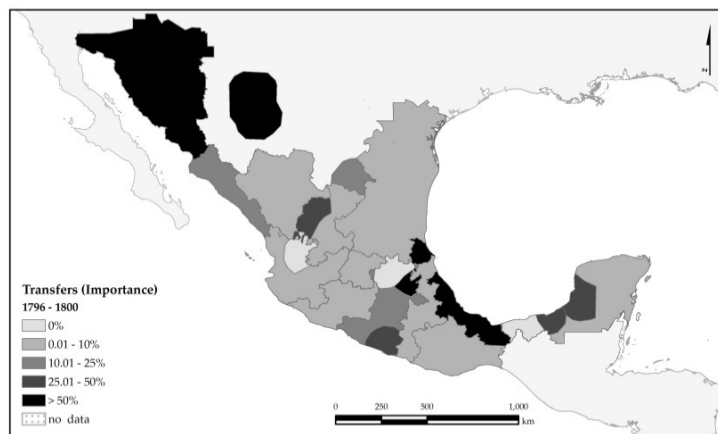 Z
Transfers (Importance)
1796 - 1800
0%
0.01 - 10%
10.01 - 25%
25.01 - 50%
> 50%
no data
0 250 500 1,000
km